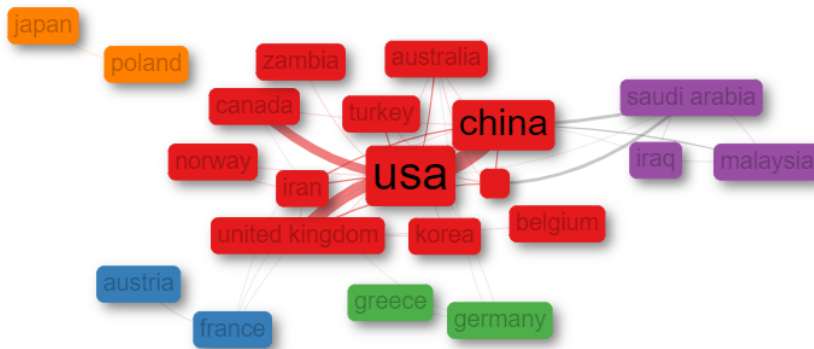 japan
poland
zambia
australia
canada
turkey
china
saudi arabia
norway
iran
usa
iraq
malaysia
united kingdom
korea
belgium
austria
france
greece
germany